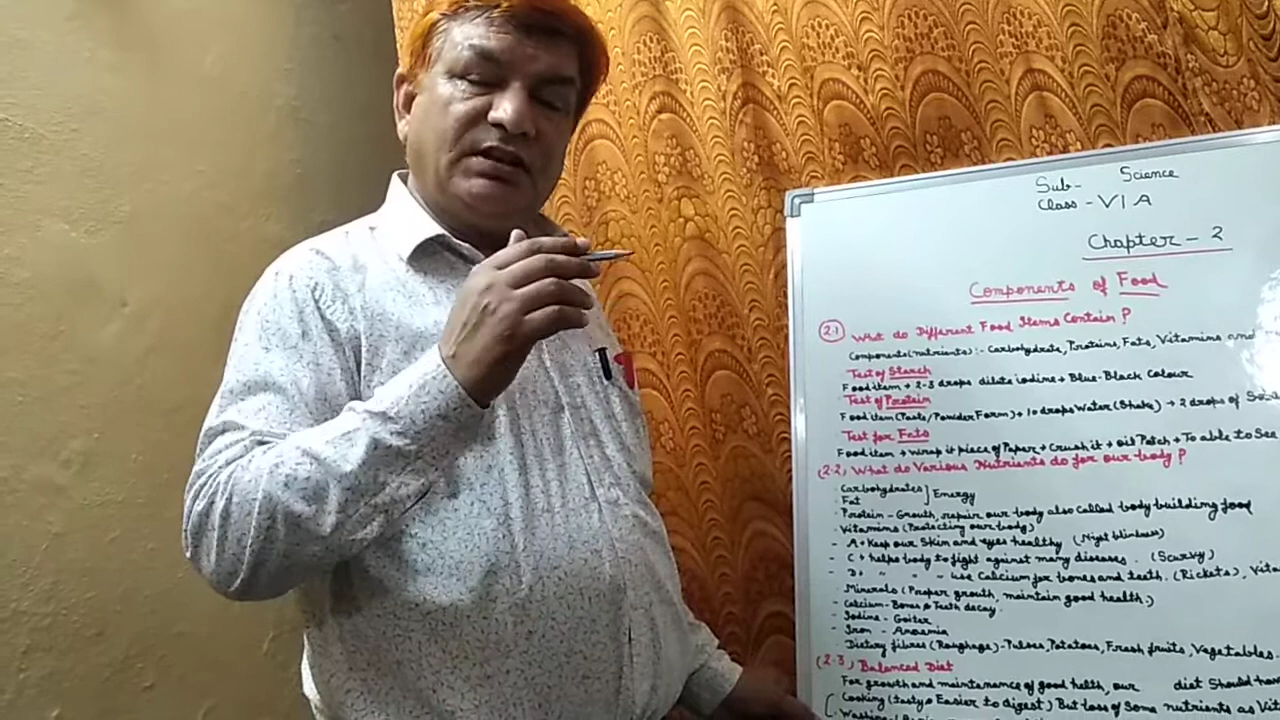 Sub- Science
Class - VI A
Chapter - 2
Components of Food
2.1 What do Different Food Items Contain?
Components (nutrients) :- Carbohydrate, Proteins, Fats, Vitamins and
Test of Starch
Food item + 2-3 drops dilute iodine + Blue-Black Colour
Test of Protein
Food item (Paste/Powder Form) + 10 drops Water (Shake) → 2 drops of
Test for Fats
Food item + wrap it piece of Paper + Crush it + oil Patch + To able to See
(2.2) What do Various Nutrients do for our body?
Carbohydrates
Fat ] Energy
Protein - Grouth, repaire our body also called body building food
Vitamins (Protecting our body)
- A + Keep our Skin and eyes healthy (Night blindness)
- C + helps body to fight against many diseases. (Scurvy)
- D + " " " use Calcium for bones and teeth. (Rickets),
Minerals (Proper grouth, maintain good health.)
- Calcium - Bones & Teeth decay.
- Iodine - Goiter
- Iron - Anaemia
Dietary fibres (Roughage) - Pulses, Potatoes, Fresh fruits, Vegetables.
(2.3) Balanced Diet
For grouth and maintenance of good helth, our diet Should have
Cooking (tasty & Easier to digest) But loss of Some nutrients as